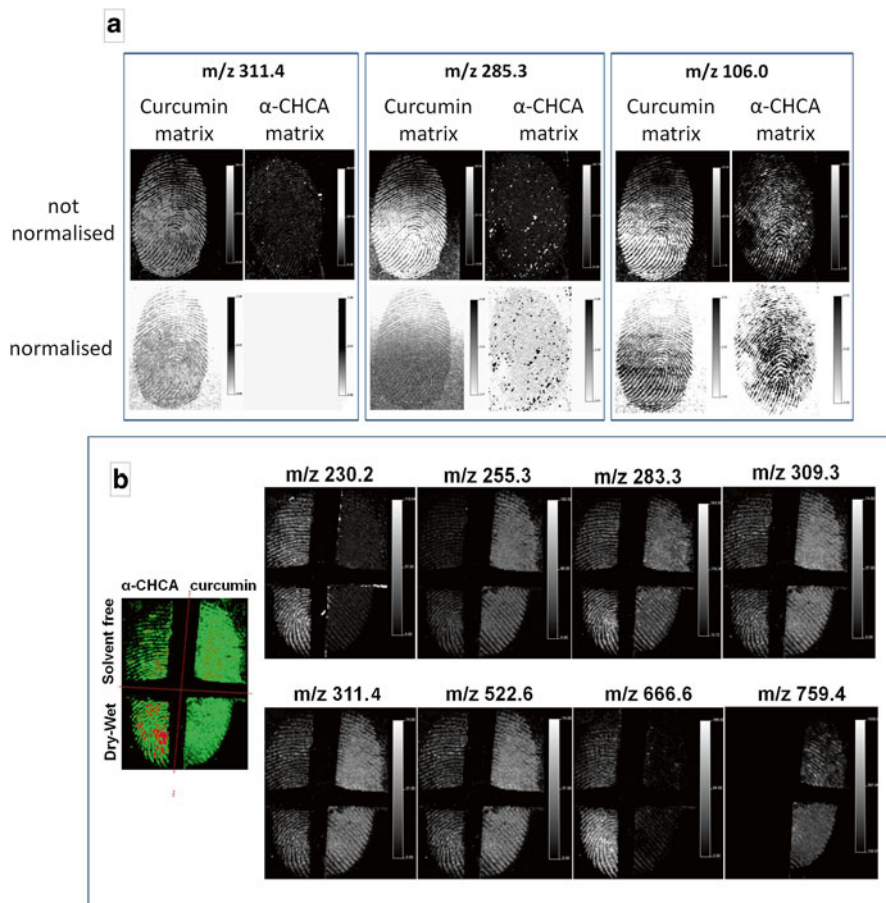 a
m/z 311.4
m/z 285.3
m/z 106.0
Curcumin matrix
α-CHCA matrix
Curcumin matrix
α-CHCA matrix
Curcumin matrix
α-CHCA matrix
not normalised
normalised
b
m/z 230.2
m/z 255.3
m/z 283.3
m/z 309.3
α-CHCA
curcumin
Solvent free
Dry-Wet
m/z 311.4
m/z 522.6
m/z 666.6
m/z 759.4